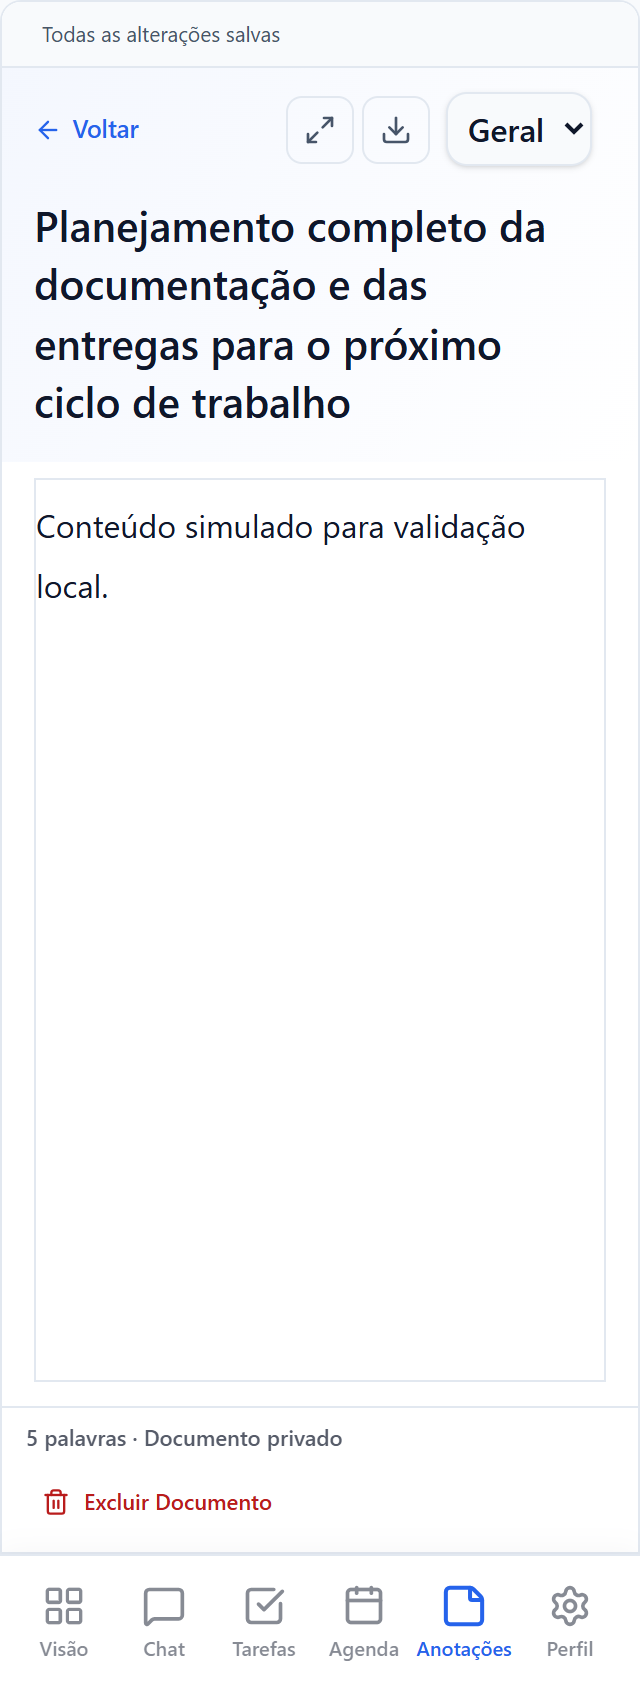 Todas as alterações salvas
Voltar
Geral
Planejamento completo da
documentação e das
entregas para o próximo
ciclo de trabalho
Conteúdo simulado para validação
local.
5 palavras · Documento privado
Excluir Documento
Visão
Chat
Tarefas
Agenda
Anotações
Perfil